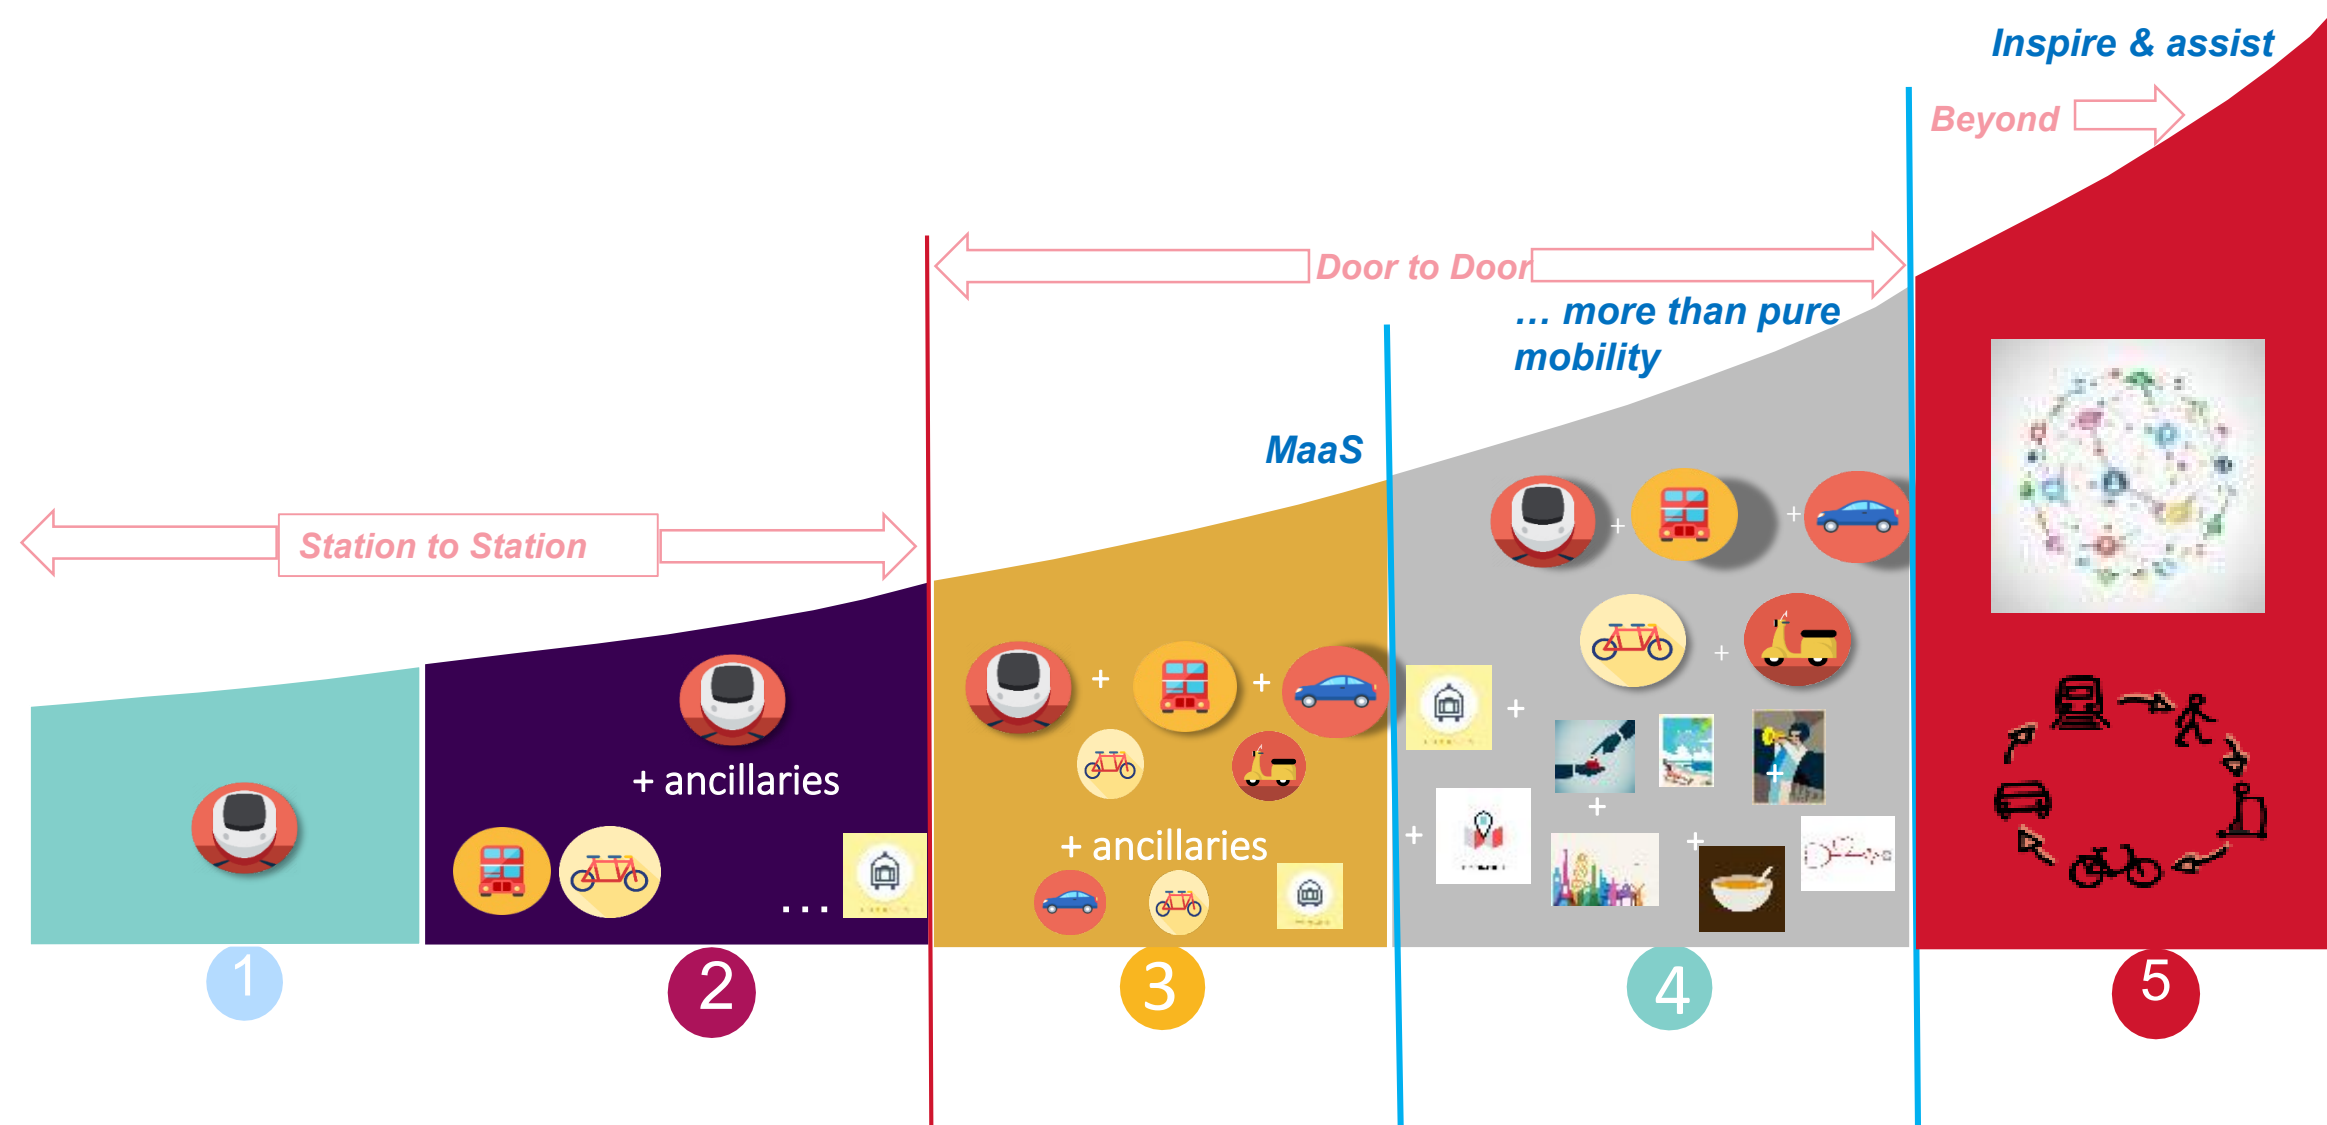 Inspire & assist
Beyond
Door to Door
… more than pure
mobility
MaaS
Station to Station
+
+
+
+
+
+ ancillaries
+
+
+
+
+
+ ancillaries
+
…
1
2
3
4
5